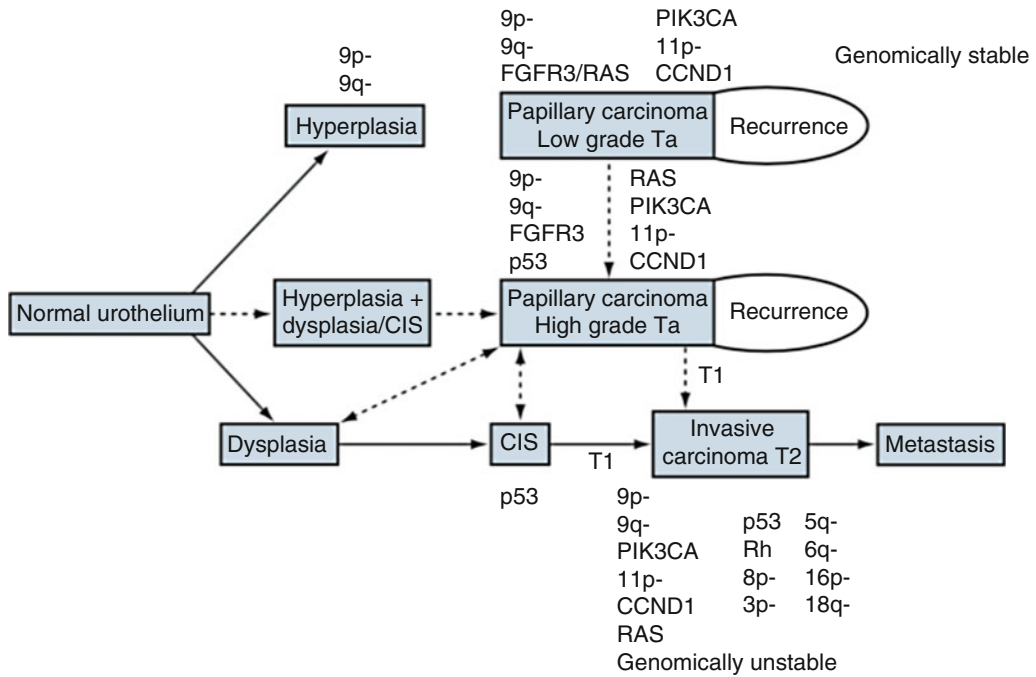 9p-
9q-
FGFR3/RAS
PIK3CA
11p-
CCND1
Genomically stable
9p-
9q-
Hyperplasia
Papillary carcinoma
Low grade Ta
Recurrence
9p-
9q-
FGFR3
p53
RAS
PIK3CA
11p-
CCND1
Normal urothelium
Hyperplasia +
dysplasia/CIS
Papillary carcinoma
High grade Ta
Recurrence
T1
Dysplasia
CIS
T1
Invasive
carcinoma T2
Metastasis
p53
9p-
9q-
PIK3CA
11p-
CCND1
RAS
Genomically unstable
p53
Rh
8p-
3p-
5q-
6q-
16p-
18q-